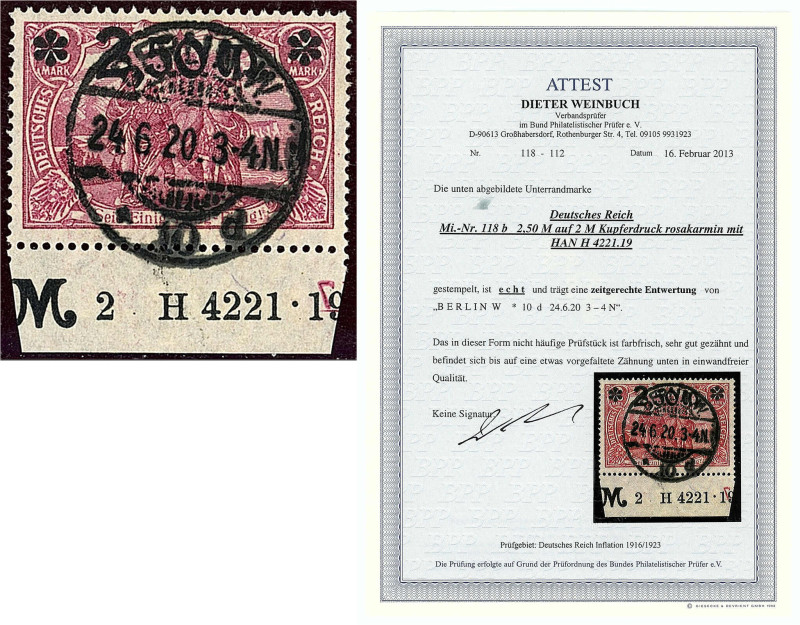 2,50 M
MARK
MARK
DEUTSCHES
REICH
24.6.20.3-4N
M 2 H 4221·19
ATTEST
DIETER WEINBUCH
Verbandsprüfer
im Bund Philatelistischer Prüfer e. V.
D-90613 Großhabersdorf, Rothenburger Str. 4, Tel. 09105 9931923
Nr. 118 - 112 Datum 16. Februar 2013
Die unten abgebildete Unterrandmarke
Deutsches Reich
Mi.-Nr. 118 b 2,50 M auf 2 M Kupferdruck rosakarmin mit
HAN H 4221.19
gestempelt, ist echt und trägt eine zeitgerechte Entwertung von
„BERLIN W * 10 d 24.6.20 3 – 4 N“.
Das in dieser Form nicht häufige Prüfstück ist farbfrisch, sehr gut gezähnt und
befindet sich bis auf eine etwas vorgefaltete Zähnung unten in einwandfreier
Qualität.
Keine Signatur
24.6.20.3-4N
M 2 H 4221·19
Prüfgebiet: Deutsches Reich Inflation 1916/1923
Die Prüfung erfolgte auf Grund der Prüfordnung des Bundes Philatelistischer Prüfer e.V.